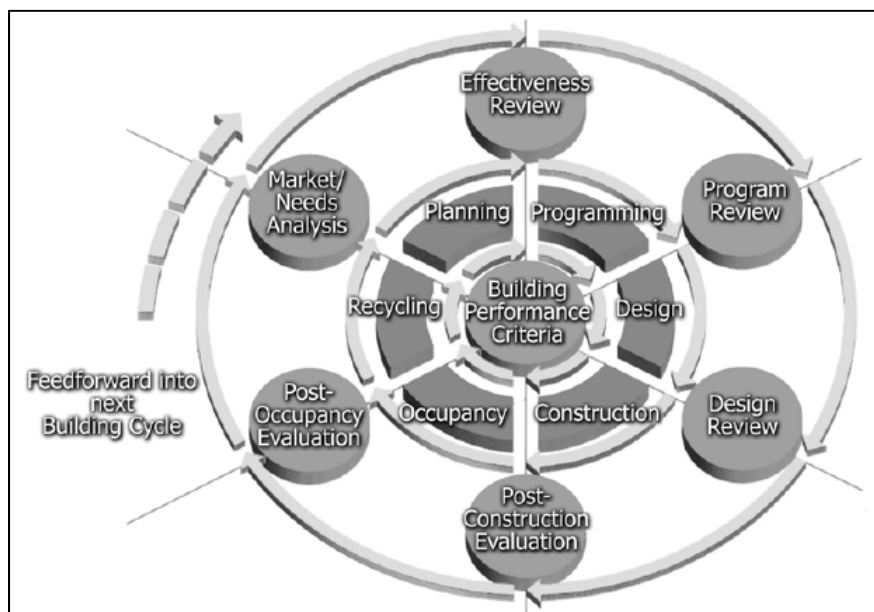 Effectiveness
Review
Market/
Needs
Analysis
Program
Review
Planning
Programming
Recycling
Building
Performance
Criteria
Design
Feedforward into
next
Building Cycle
Post-
Occupancy
Evaluation
Occupancy
Construction
Design
Review
Post-
Construction
Evaluation